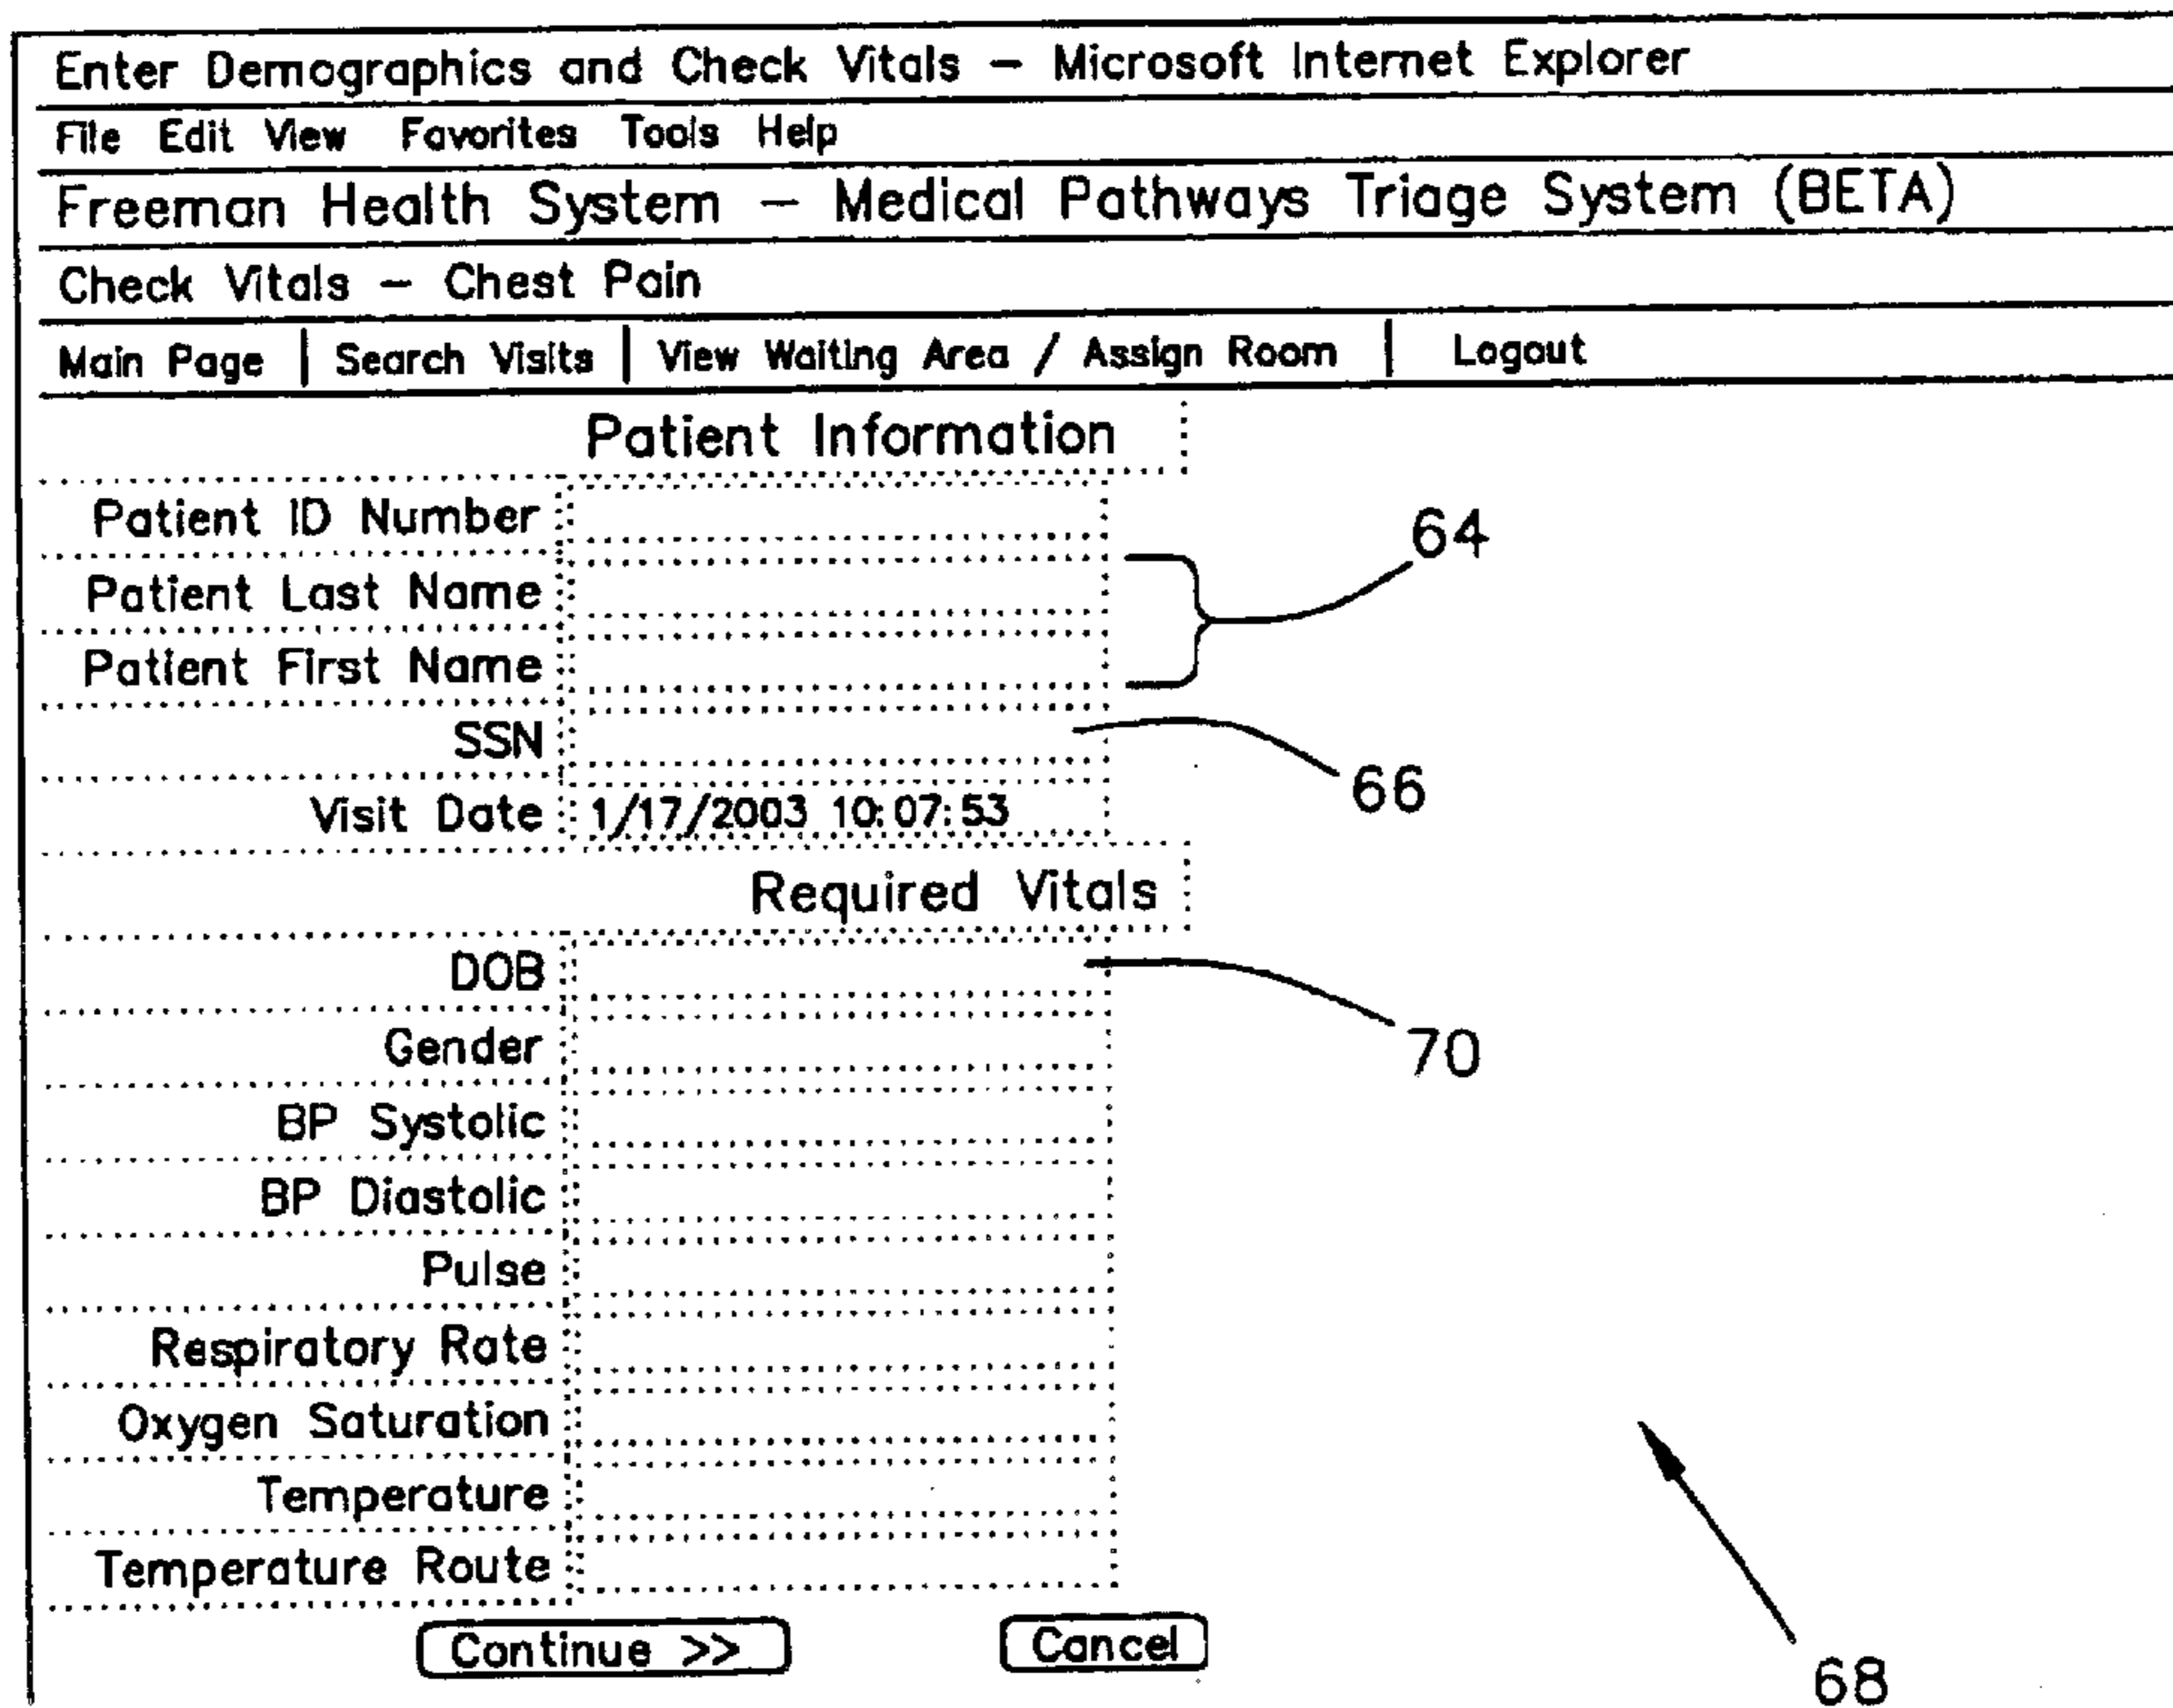 Enter Demographics and Check Vitals – Microsoft Internet Explorer
File Edit View Favorites Tools Help
Freeman Health System – Medical Pathways Triage System (BETA)
Check Vitals – Chest Pain
Main Page | Search Visits | View Waiting Area / Assign Room | Logout
Patient Information
Patient ID Number
64
Patient Last Name
Patient First Name
SSN
66
Visit Date 1/17/2003 10:07:53
Required Vitals
DOB
70
Gender
BP Systolic
BP Diastolic
Pulse
Respiratory Rate
Oxygen Saturation
Temperature
Temperature Route
Continue >> Cancel
68